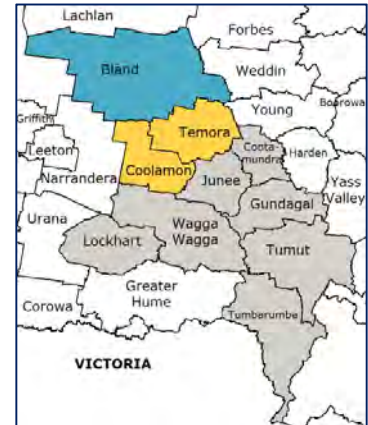 Lachlan
Forbes
Bland
Weddin
Young
Boorowa
Griffith
Temora
Coota-
mundra
Leeton
Harden
Coolamon
Junee
Narrandera
Yass
Valley
Gundagai
Urana
Wagga
Wagga
Lockhart
Tumut
Greater
Hume
Corowa
Tumbarumba
VICTORIA